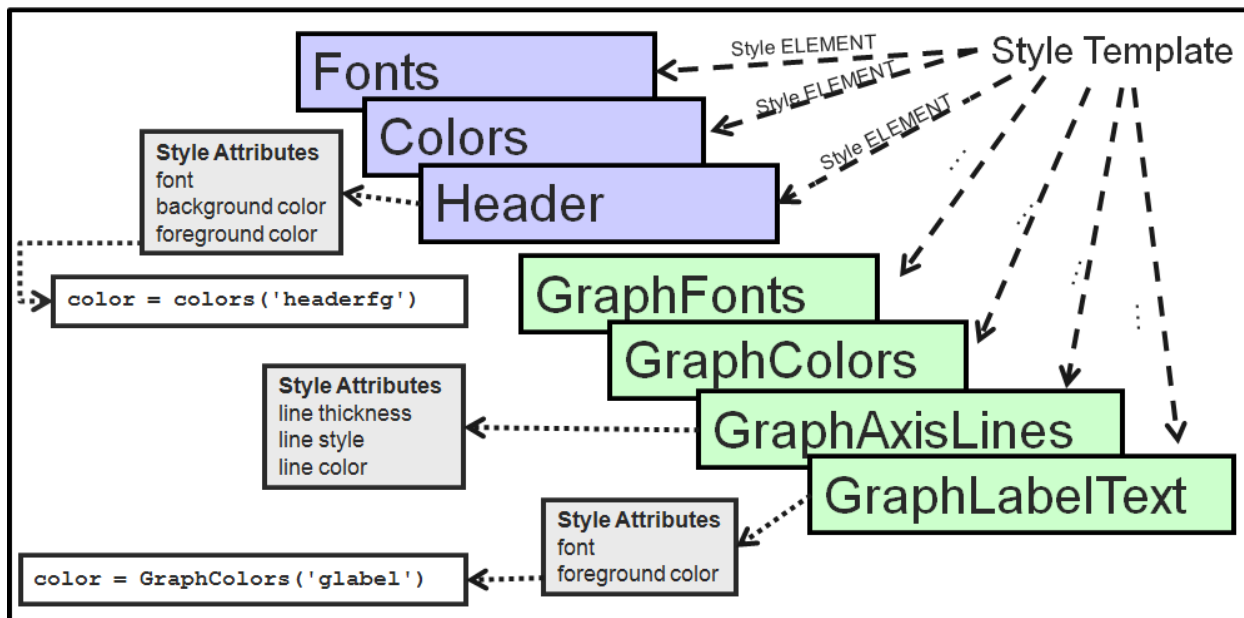 Style Template
Style ELEMENT
Style ELEMENT
Style ELEMENT
Fonts
Colors
Header
Style Attributes
font
background color
foreground color
color = colors('headerfg')
...
...
...
...
GraphFonts
GraphColors
GraphAxisLines
GraphLabelText
Style Attributes
line thickness
line style
line color
Style Attributes
font
foreground color
color = GraphColors('glabel')